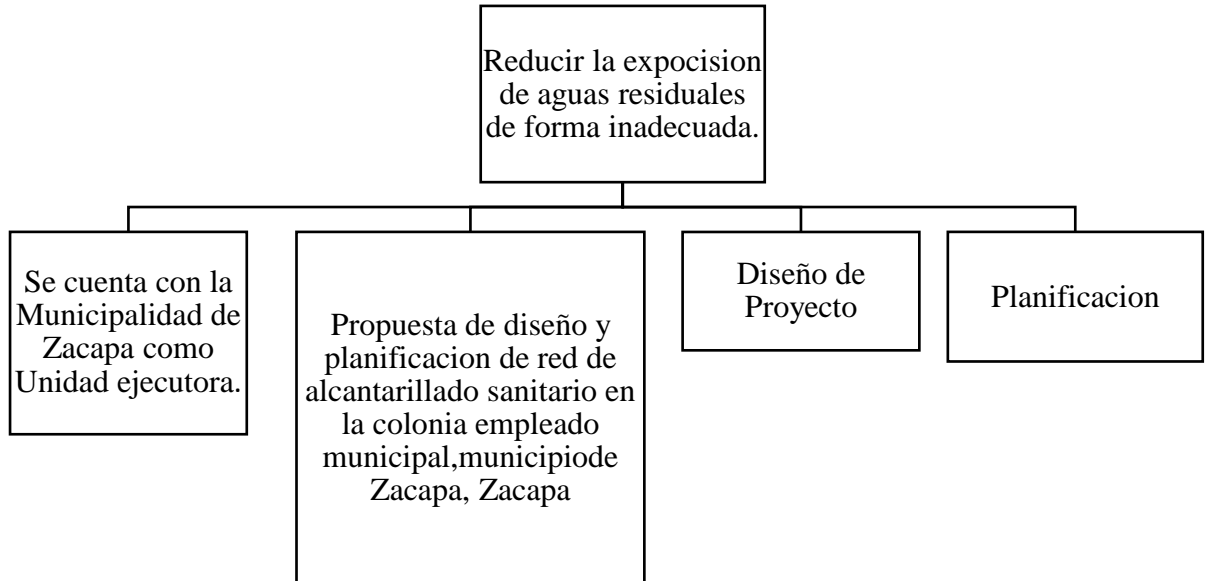 Reducir la expocision
de aguas residuales
de forma inadecuada.
Se cuenta con la
Municipalidad de
Zacapa como
Unidad ejecutora.
Propuesta de diseño y
planificacion de red de
alcantarillado sanitario en
la colonia empleado
municipal,municipiode
Zacapa, Zacapa
Diseño de
Proyecto
Planificacion